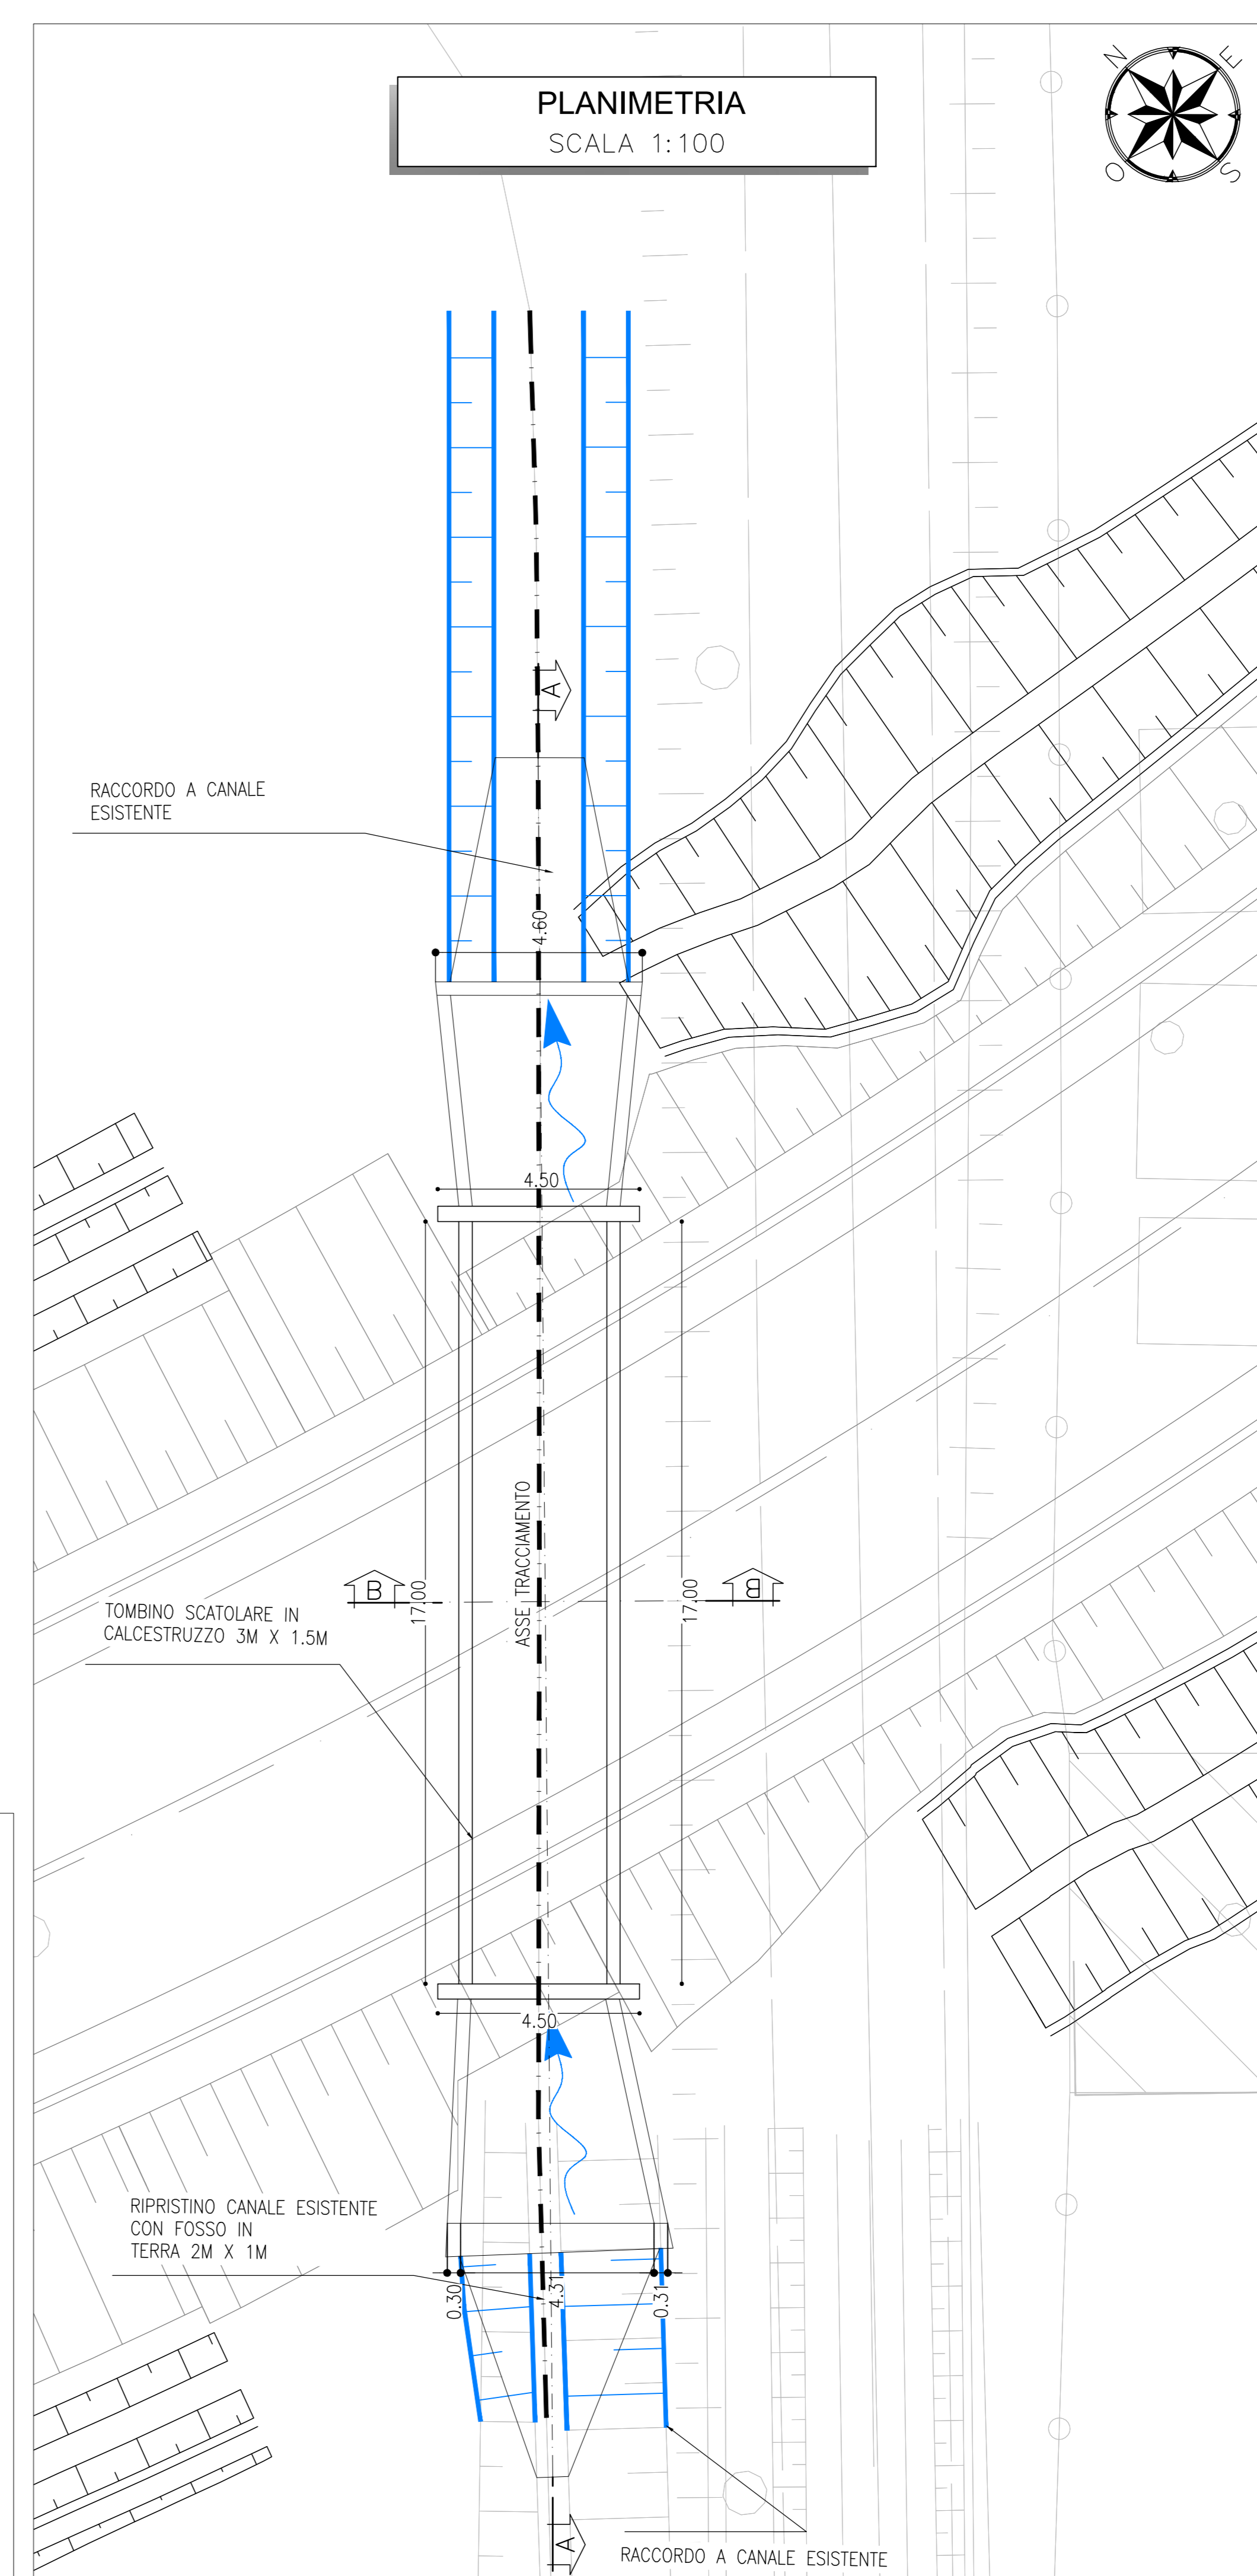 PLANIMETRIA
SCALA 1:100
N
E
O
S
A
RACCORDO A CANALE
ESISTENTE
4.60
4.50
ASSE TRACCIAMENTO
B
17.00
17.00
B
TOMBINO SCATOLARE IN
CALCESTRUZZO 3M X 1.5M
4.50
RIPRISTINO CANALE ESISTENTE
CON FOSSO IN
TERRA 2M X 1M
0.30
4.31
0.31
A
RACCORDO A CANALE ESISTENTE